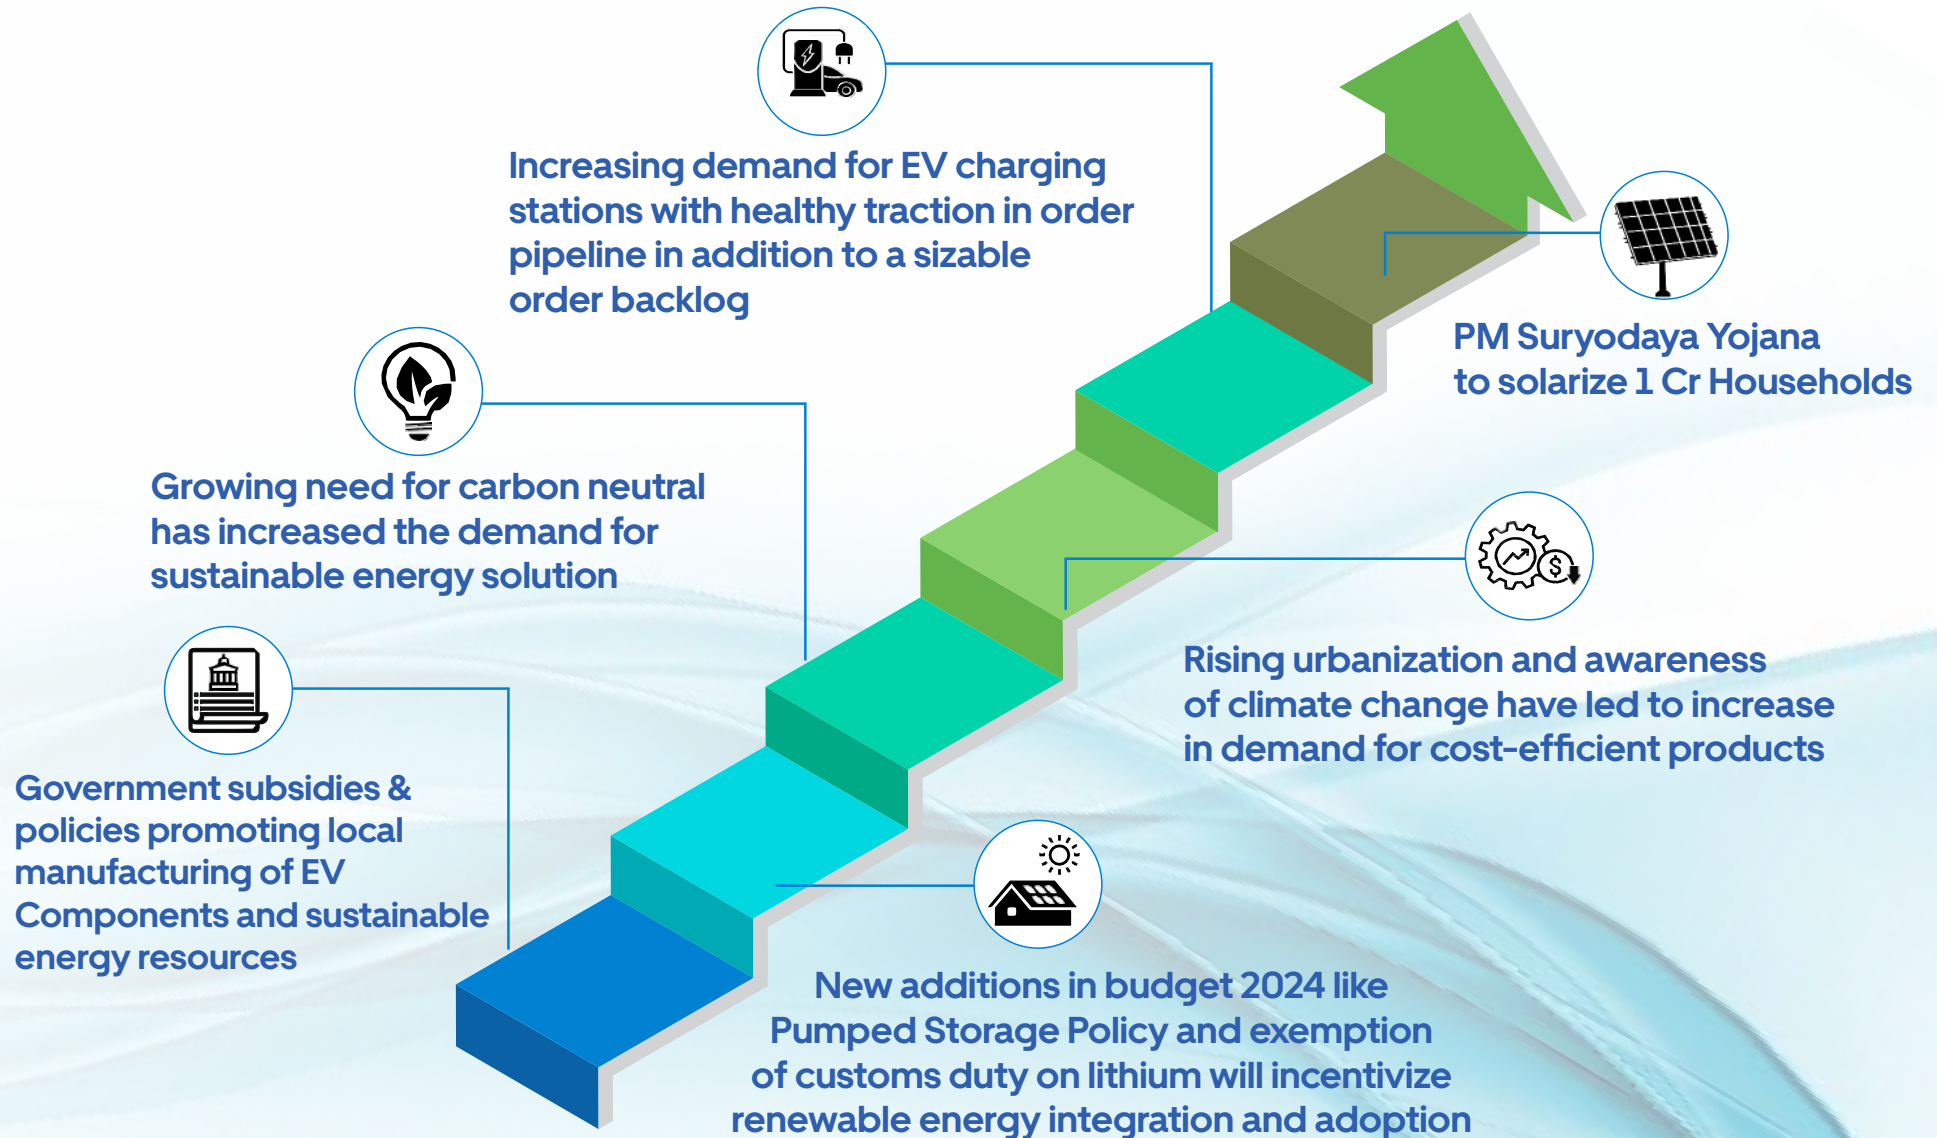 Increasing demand for EV charging
stations with healthy traction in order
pipeline in addition to a sizable
order backlog
PM Suryodaya Yojana
to solarize 1 Cr Households
Growing need for carbon neutral
has increased the demand for
sustainable energy solution
$
Rising urbanization and awareness
of climate change have led to increase
in demand for cost-efficient products
Government subsidies &
policies promoting local
manufacturing of EV
Components and sustainable
energy resources
New additions in budget 2024 like
Pumped Storage Policy and exemption
of customs duty on lithium will incentivize
renewable energy integration and adoption